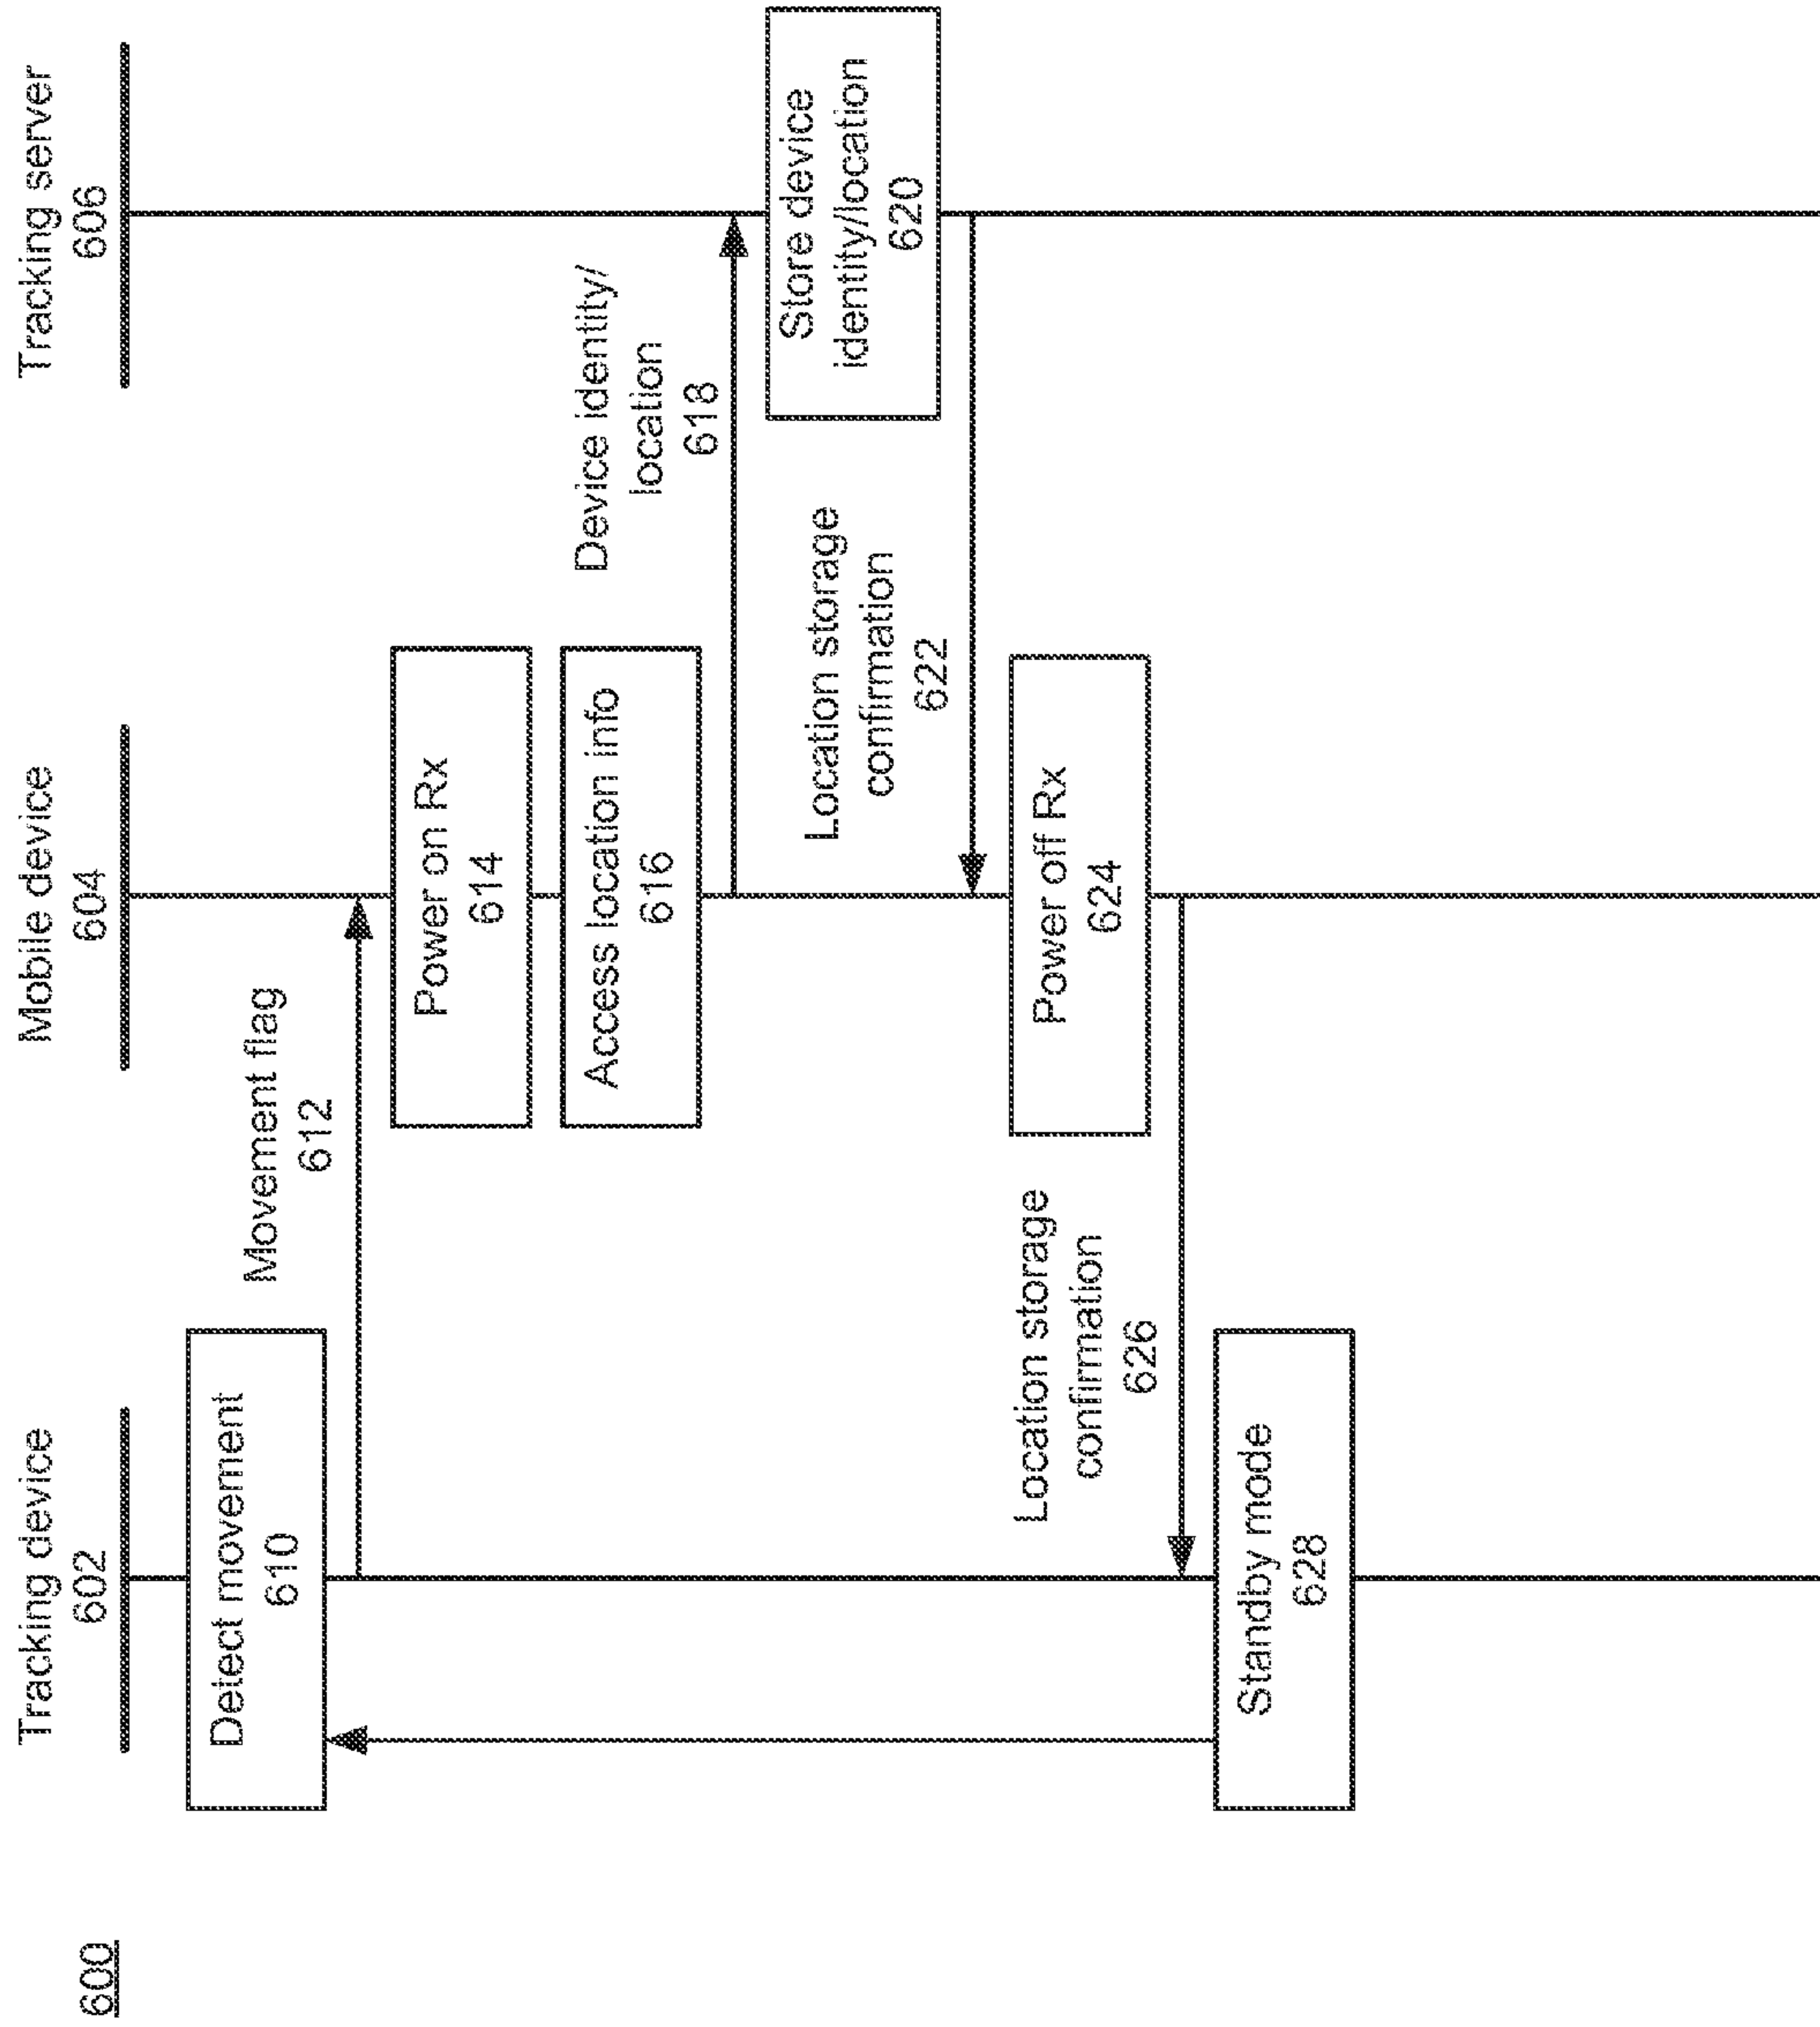 600
Tracking device
602
Mobile device
604
Tracking server
606
Detect movement
610
Movement flag
612
Power on Rx
614
Access location info
616
Device identity/
location
618
Store device
identity/location
620
Location storage
confirmation
622
Power off Rx
624
Location storage
confirmation
626
Standby mode
628